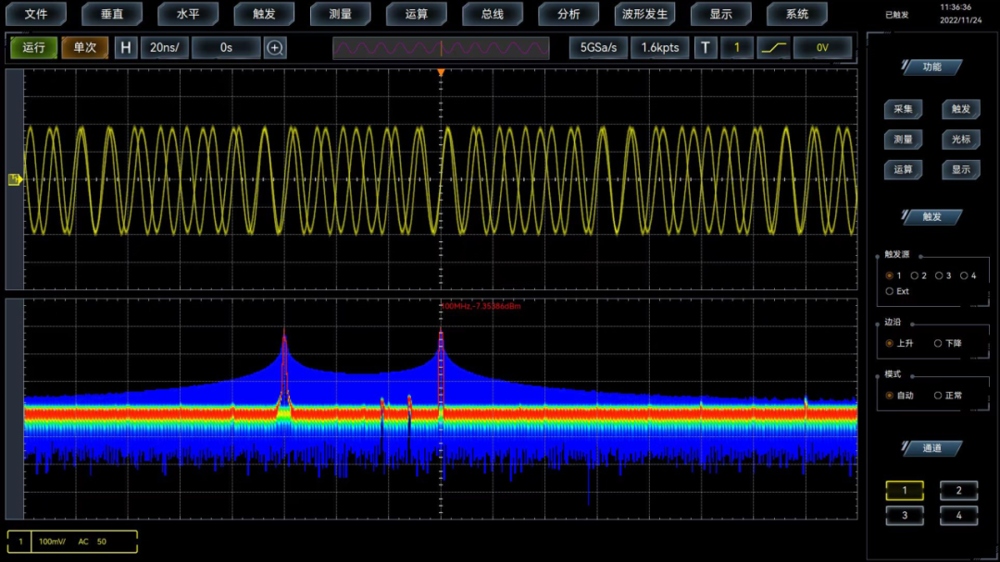 文件 垂直 水平 触发 测量 运算 总线 分析 波形发生 显示 系统 已触发 11:36:36
2022/11/24
运行 单次 H 20ns/ 0s 5GSa/s 1.6kpts T 1 0V
功能
采集 触发
测量 光标
运算 显示
触发
触发源
1 2 3 4
Ext
100MHz,-7.35386dBm
边沿
上升 下降
模式
自动 正常
通道
1 2
3 4
1 100mV/ AC 50